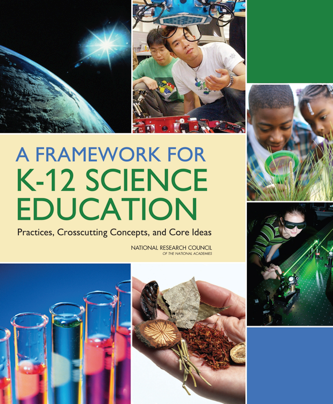 A FRAMEWORK FOR
K-12 SCIENCE
EDUCATION
Practices, Crosscutting Concepts, and Core Ideas
NATIONAL RESEARCH COUNCIL
OF THE NATIONAL ACADEMIES